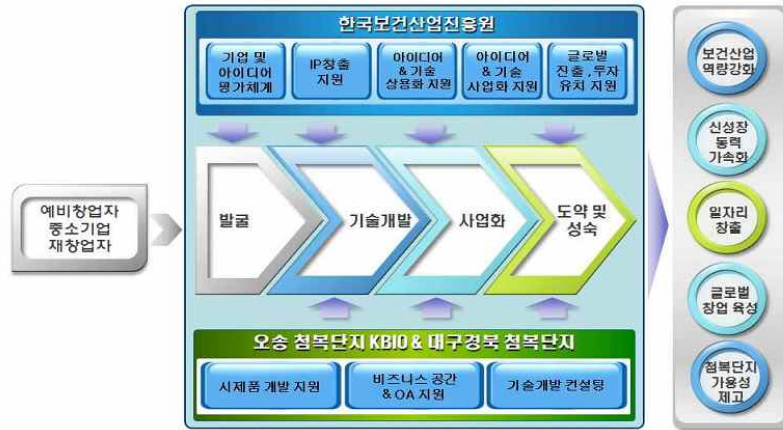 한국보건산업진흥원
기업 및
아이디어
평가체계
IP창출
지원
아이디어
&기술
상용화 지원
아이디어
&기술
사업화 지원
글로벌
진출,투자
유치 지원
예비창업자
중소기업
재창업자
발굴
기술개발
사업화
도약 및
성숙
오송 첨복단지 KBIO & 대구경북 첨복단지
시제품 개발 지원
비즈니스 공간
&OA 지원
기술개발 컨설팅
보건산업
역량강화
신성장
동력
가속화
일자리
창출
글로벌
창업 육성
첨복단지
가용성
제고